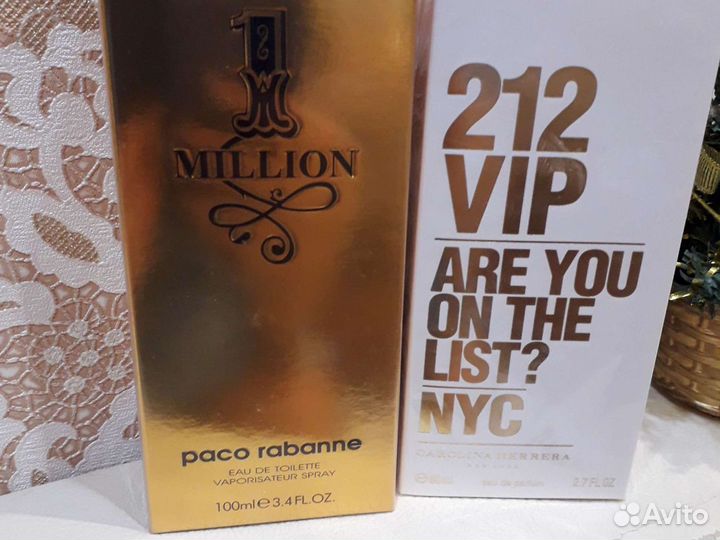 1
MILLION
paco rabanne
EAU DE TOILETTE
VAPORISATEUR SPRAY
100ml e 3.4 FL.OZ.
212
VIP
ARE YOU
ON THE
LIST?
NYC
CAROLINA HERRERA
NEW YORK
e 80ml eau de parfum 2.7 FL.OZ
Avito